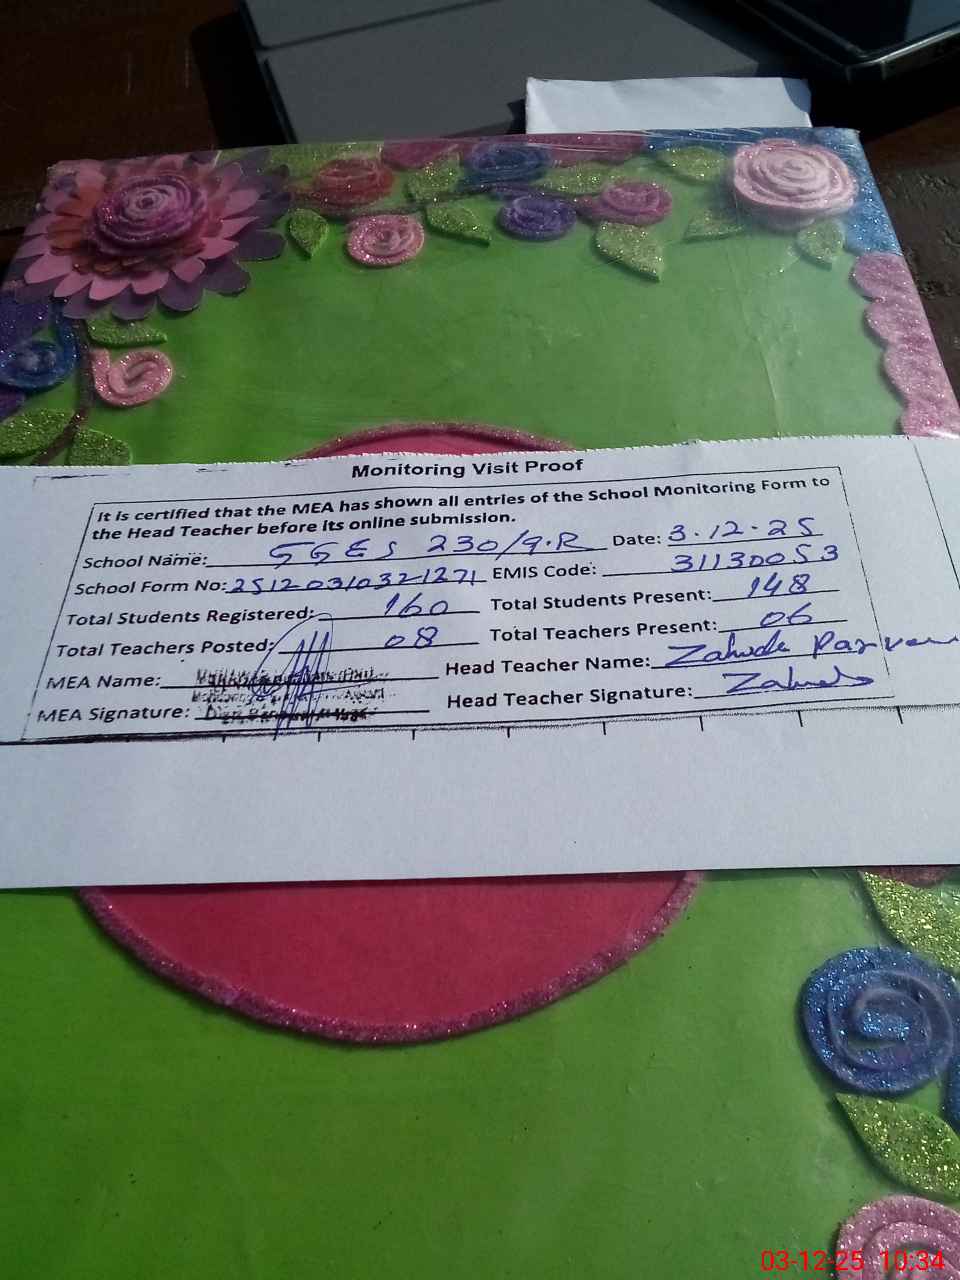 Monitoring Visit Proof
It is certified that the MEA has shown all entries of the School Monitoring Form to
the Head Teacher before its online submission.
School Name: GGES 230/9.R Date: 3.12.25
School Form No: 2512031032 1271 EMIS Code: 31130053
Total Students Registered: 160 Total Students Present: 148
Total Teachers Posted: 08 Total Teachers Present: 06
MEA Name: Head Teacher Name: Zahida Parveen
MEA Signature: Head Teacher Signature: Zahida
03-12-25 10:34